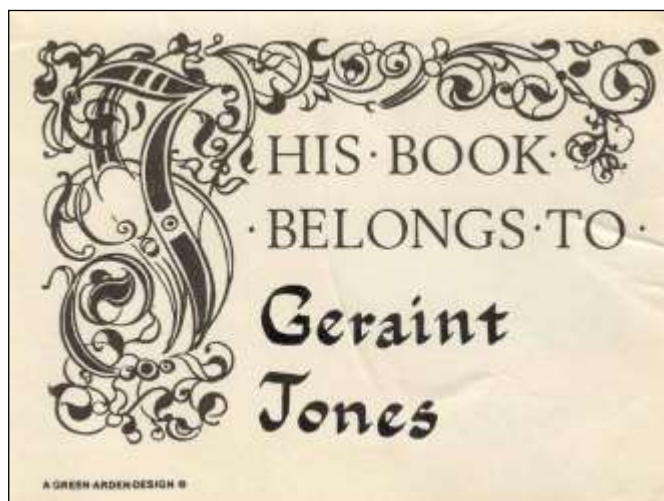 THIS·BOOK·
·BELONGS·TO·
Geraint
Jones
A GREEN ARDEN DESIGN ®